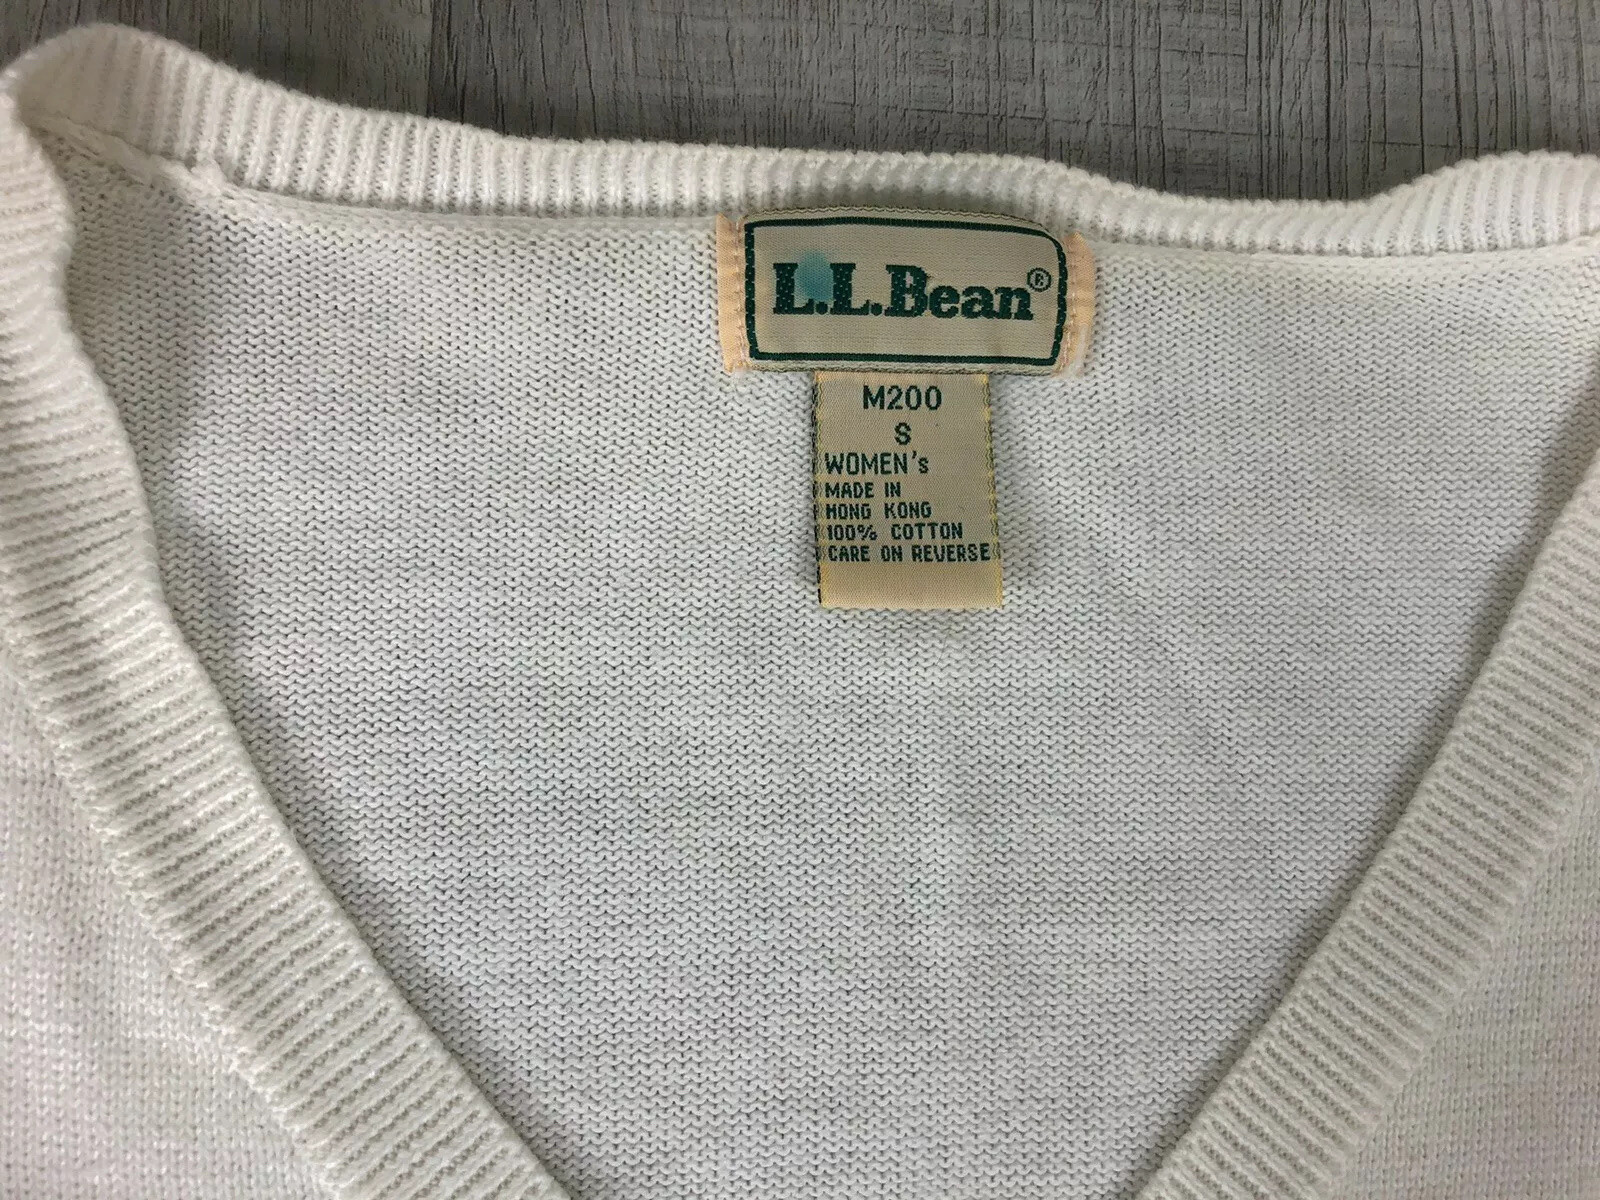 L.L.Bean®
M200
S
WOMEN's
MADE IN
HONG KONG
100% COTTON
CARE ON REVERSE